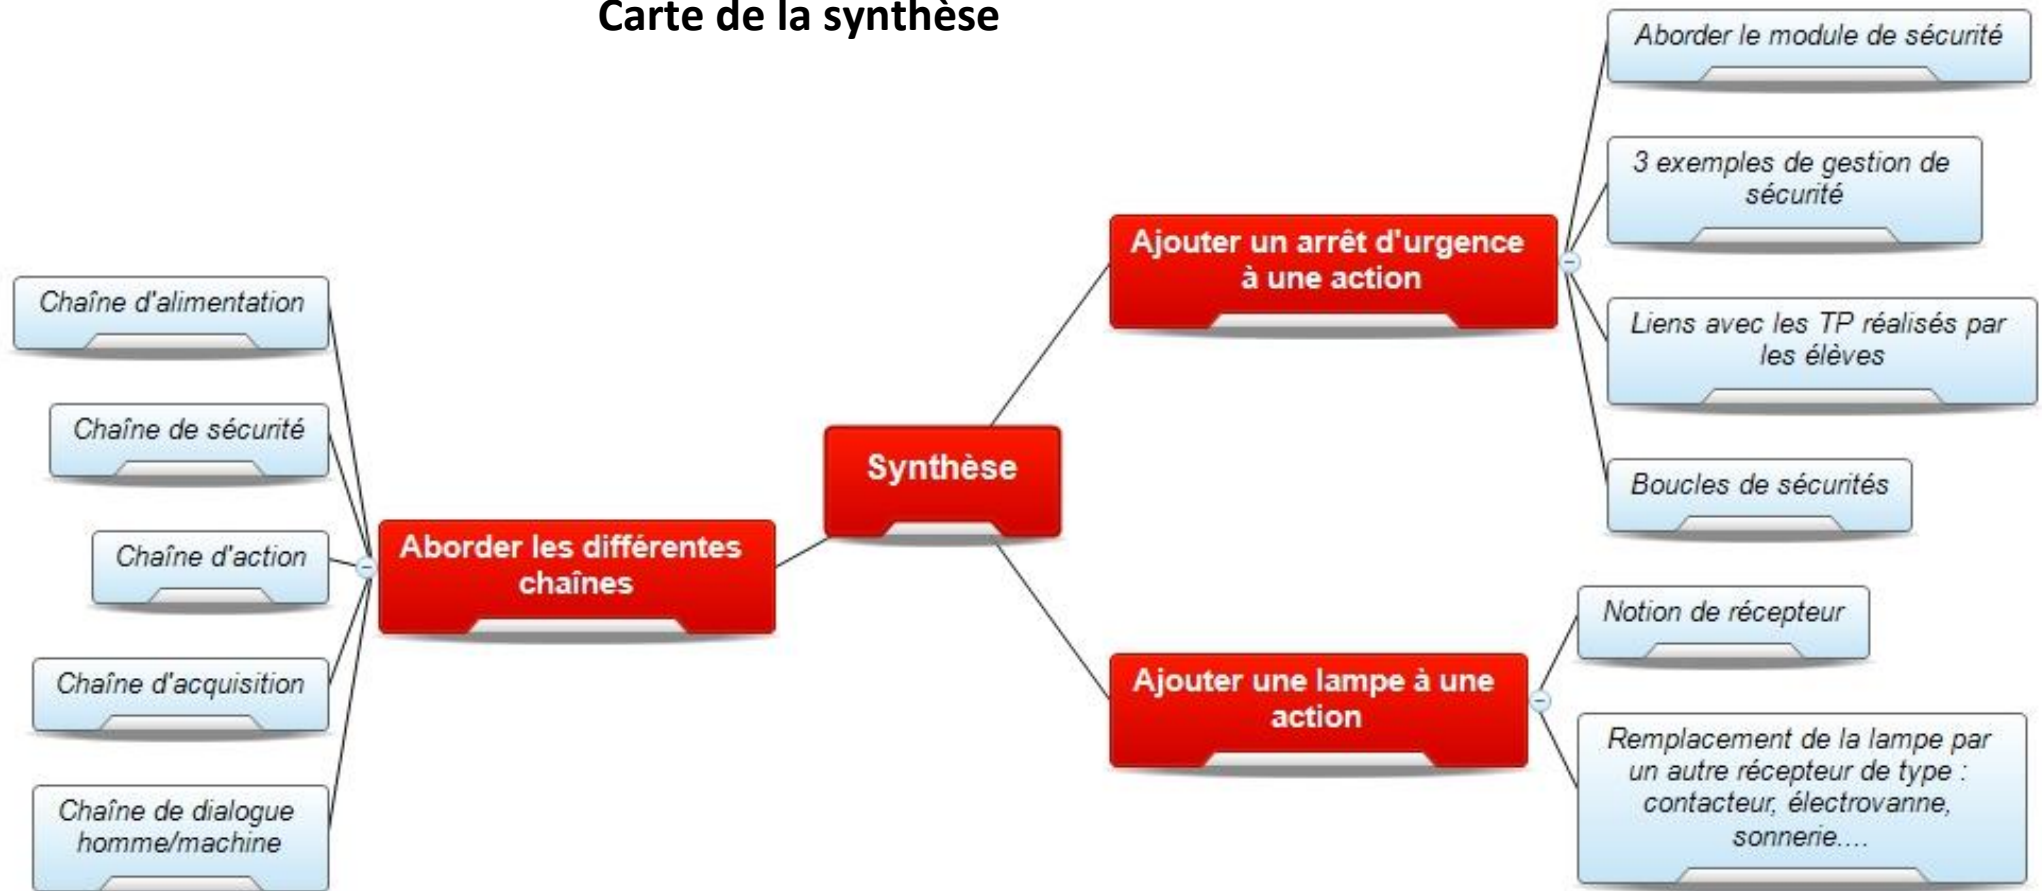 Carte de la synthèse
Aborder le module de sécurité
3 exemples de gestion de
sécurité
Ajouter un arrêt d'urgence
à une action
Liens avec les TP réalisés par
les élèves
Boucles de sécurités
Chaîne d'alimentation
Chaîne de sécurité
Chaîne d'action
Chaîne d'acquisition
Chaîne de dialogue
homme/machine
Aborder les différentes
chaînes
Synthèse
Ajouter une lampe à une
action
Notion de récepteur
Remplacement de la lampe par
un autre récepteur de type :
contacteur, électrovanne,
sonnerie....